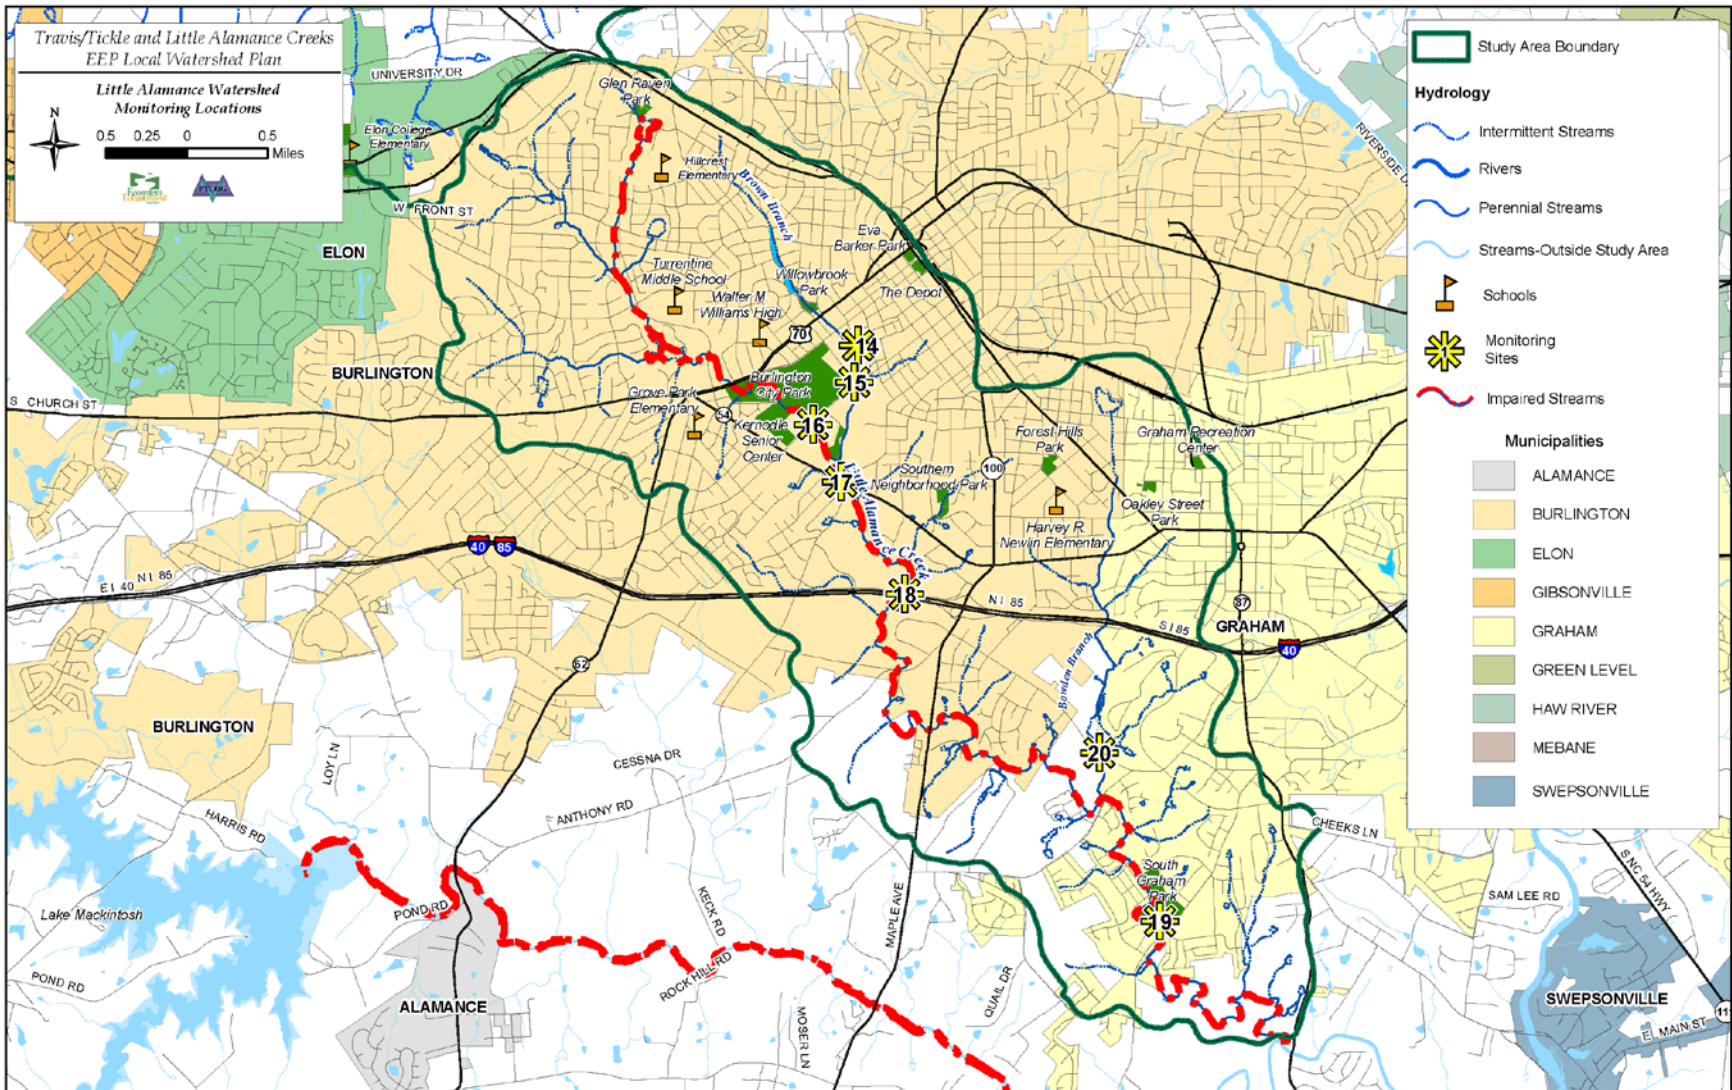 Travis/Tickle and Little Alamance Creeks
EEP Local Watershed Plan
Little Alamance Watershed
Monitoring Locations
N
0.5 0.25 0 0.5
Miles
Ecosystem
Enhancement
PTCOG
UNIVERSITY DR
Glen Raven
Park
Elon College
Elementary
Hillcrest
Elementary
W FRONT ST
Brown Branch
ELON
Eva
Barker Park
Turrentine
Middle School
Willowbrook
Park
The Depot
Walter M
Williams High
70
14
15
BURLINGTON
Burlington
City Park
S CHURCH ST
Grove Park
Elementary
54
16
Kernodle
Senior
Center
Forest Hills
Park
Graham Recreation
Center
100
17
Southern
Neighborhood Park
Little Alamance Creek
Oakley Street
Park
Harvey R.
Newlin Elementary
40 85
E I 40 N I 85
18
N I 85
87
S I 85
GRAHAM
40
62
Bowden Branch
BURLINGTON
20
LOY LN
CESSNA DR
ANTHONY RD
HARRIS RD
CHEEKS LN
South
Graham
Park
19
Lake Mackintosh
POND RD
KECK RD
MAPLE AVE
ROCK HILL RD
POND RD
QUAIL DR
ALAMANCE
MOSER LN
RIVERSIDE D
SAM LEE RD
S NC 54 HWY
SWEPSONVILLE
E MAIN ST
11
Study Area Boundary
Hydrology
Intermittent Streams
Rivers
Perennial Streams
Streams-Outside Study Area
Schools
1
Monitoring
Sites
Impaired Streams
Municipalities
ALAMANCE
BURLINGTON
ELON
GIBSONVILLE
GRAHAM
GREEN LEVEL
HAW RIVER
MEBANE
SWEPSONVILLE